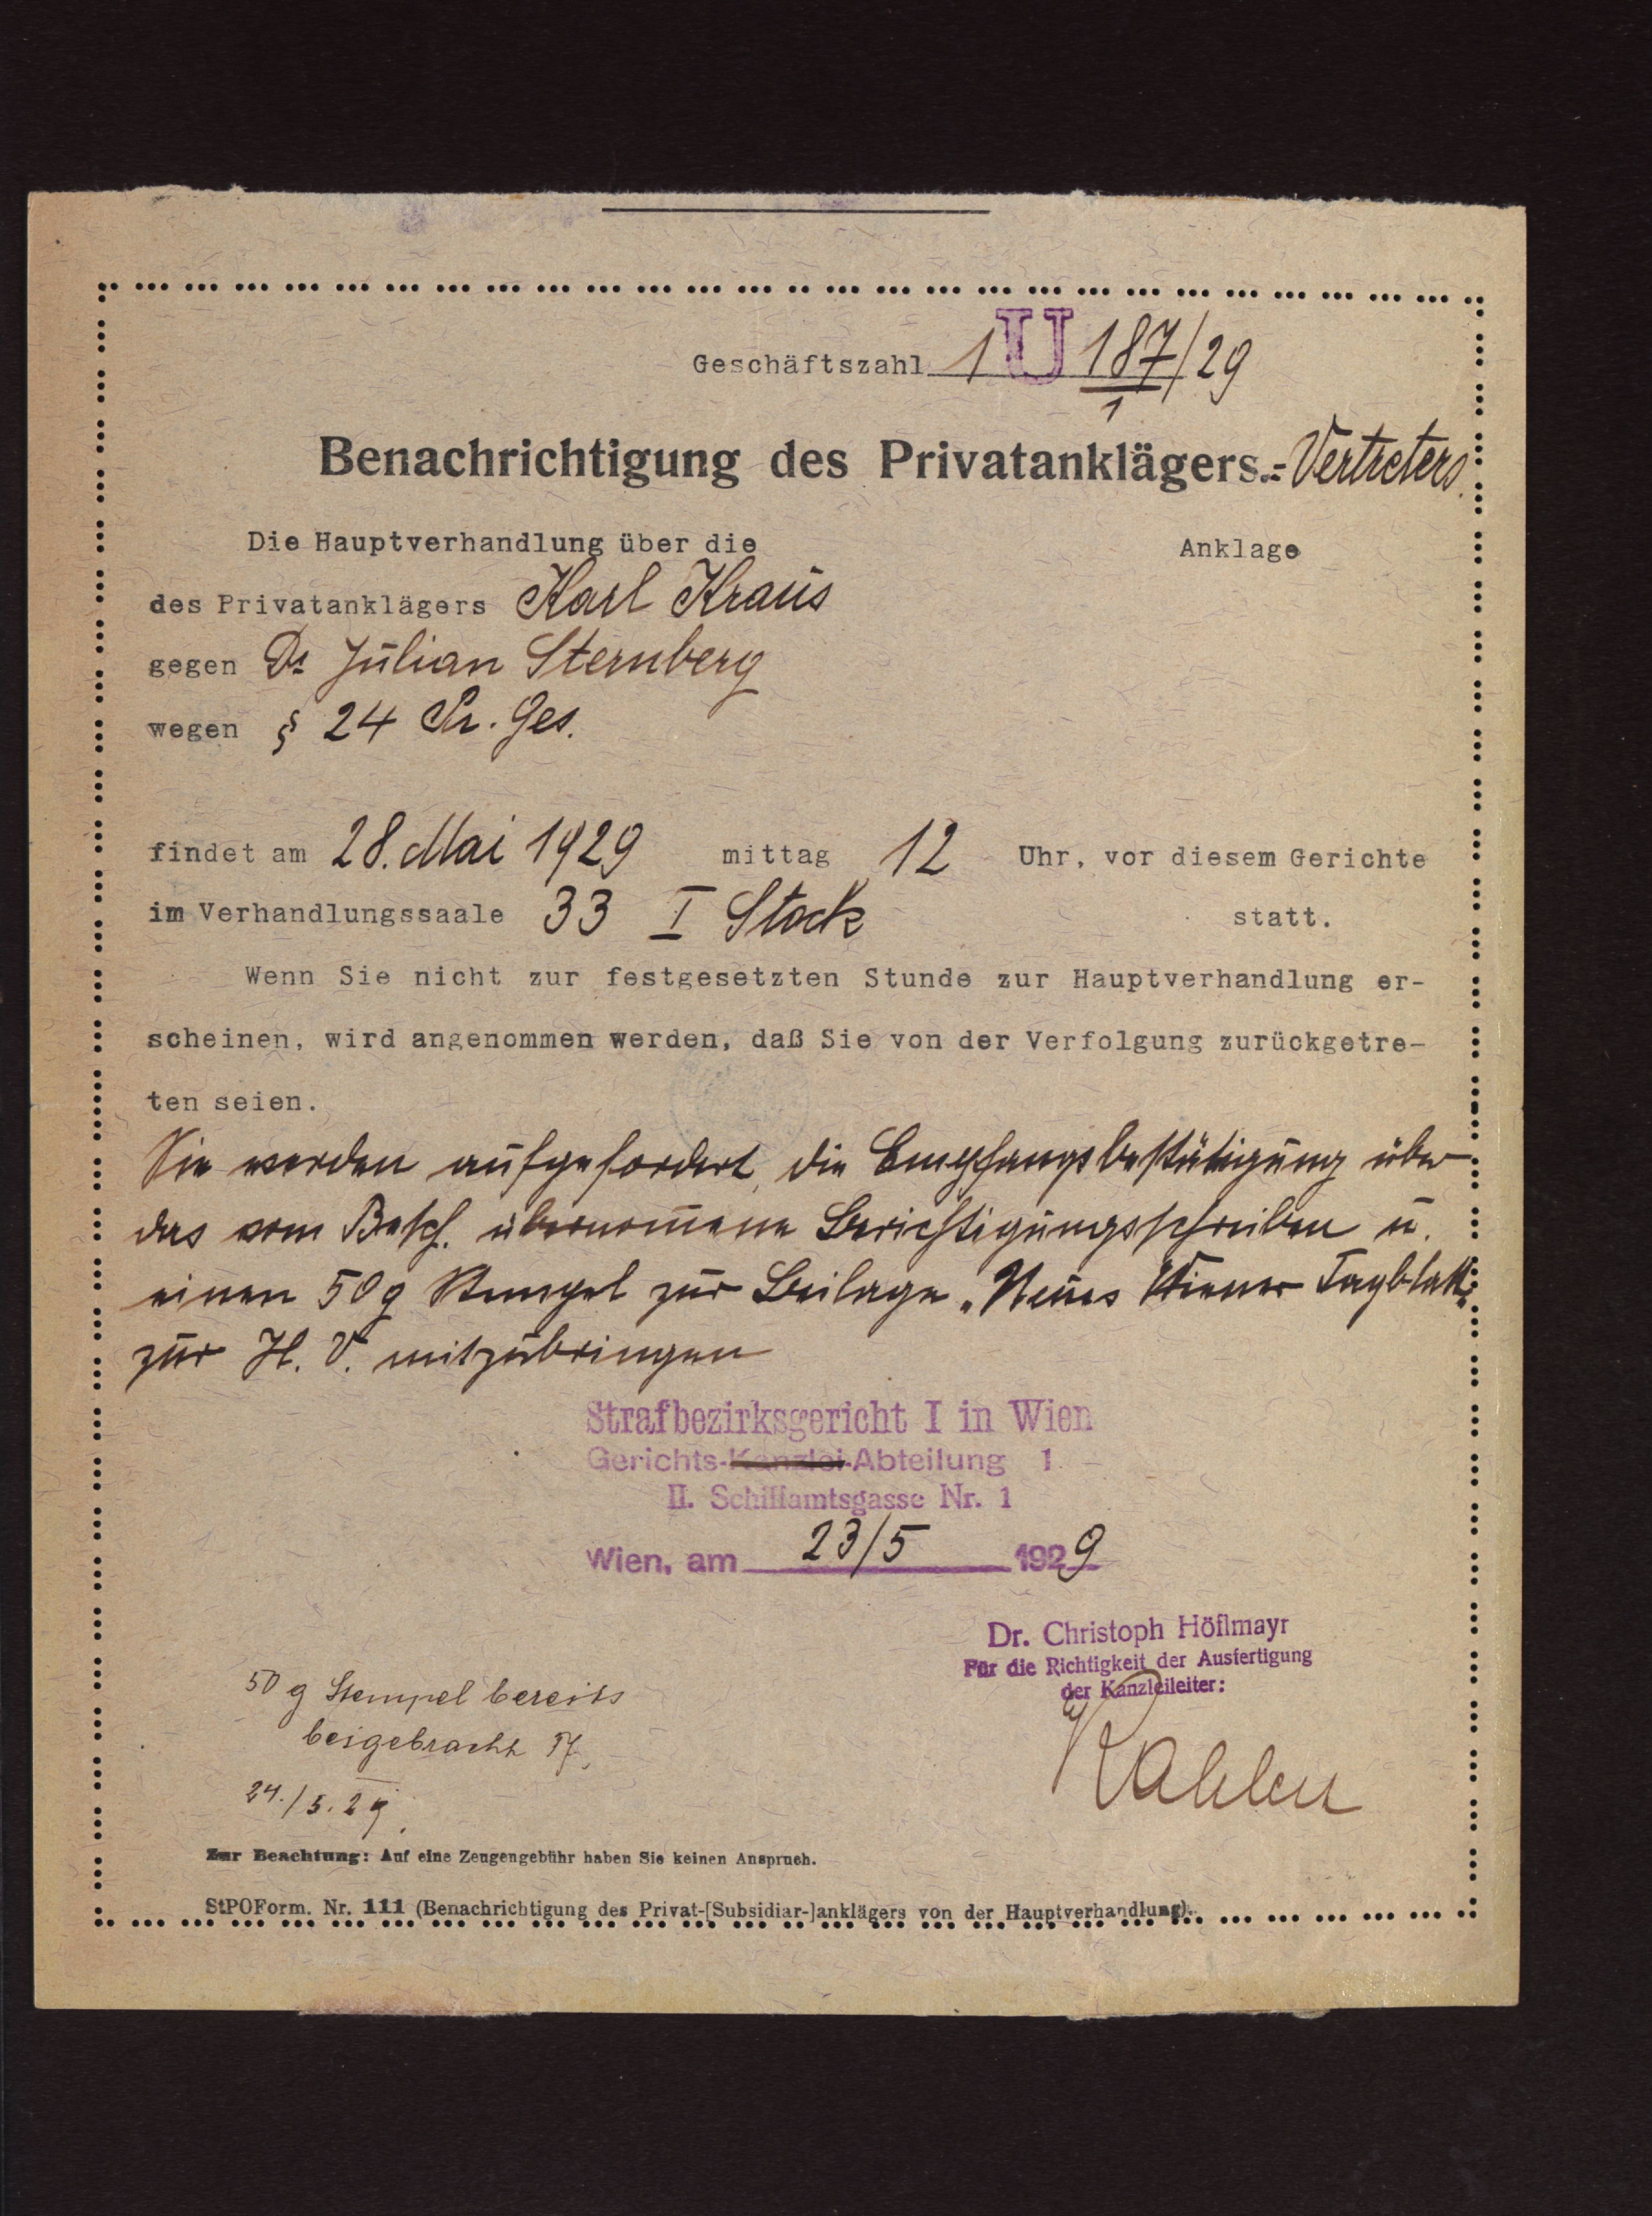 Geschäftszahl 1 U 187/29
1
Benachrichtigung des Privatanklägers.-Vertreters.
Die Hauptverhandlung über die Anklage
des Privatanklägers Karl Kraus
gegen Dr Julian Sternberg
wegen § 24 Pr. Ges.
findet am 28. Mai 1929 mittag 12 Uhr, vor diesem Gerichte
im Verhandlungssaale 33 I Stock statt.
Wenn Sie nicht zur festgesetzten Stunde zur Hauptverhandlung er-
scheinen, wird angenommen werden, daß Sie von der Verfolgung zurückgetre-
ten seien.
Sie werden aufgefordert, die Empfangsbestätigung über
das vom Besch. übernom̄ene Berichtigungsschreiben u.
einen 50 g Stempel zur Beilage „Neues Wiener Tagblatt“
zur H. V. mitzubringen
Strafbezirksgericht I in Wien
Gerichts-Kanzlei-Abteilung 1
II. Schiffamtsgasse Nr. 1
Wien, am 23/5 1929
Dr. Christoph Höflmayr
Für die Richtigkeit der Ausfertigung
der Kanzleileiter:
50 g Stempel bereits
beigebracht
24./5.29.
Zur Beachtung: Auf eine Zeugengebühr haben Sie keinen Anspruch.
StPOForm. Nr. 111 (Benachrichtigung des Privat-[Subsidiar-]anklägers von der Hauptverhandlung).